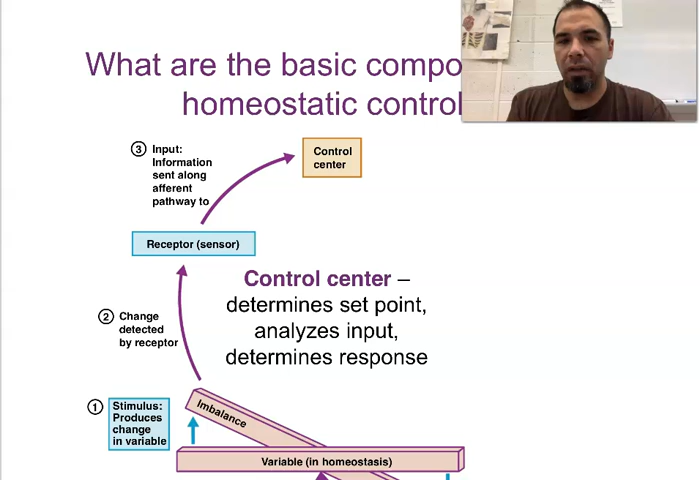 What are the basic compo
homeostatic control
3 Input:
Information
sent along
afferent
pathway to
Control
center
Receptor (sensor)
Control center –
determines set point,
analyzes input,
determines response
2 Change
detected
by receptor
1 Stimulus:
Produces
change
in variable
Imbalance
Variable (in homeostasis)